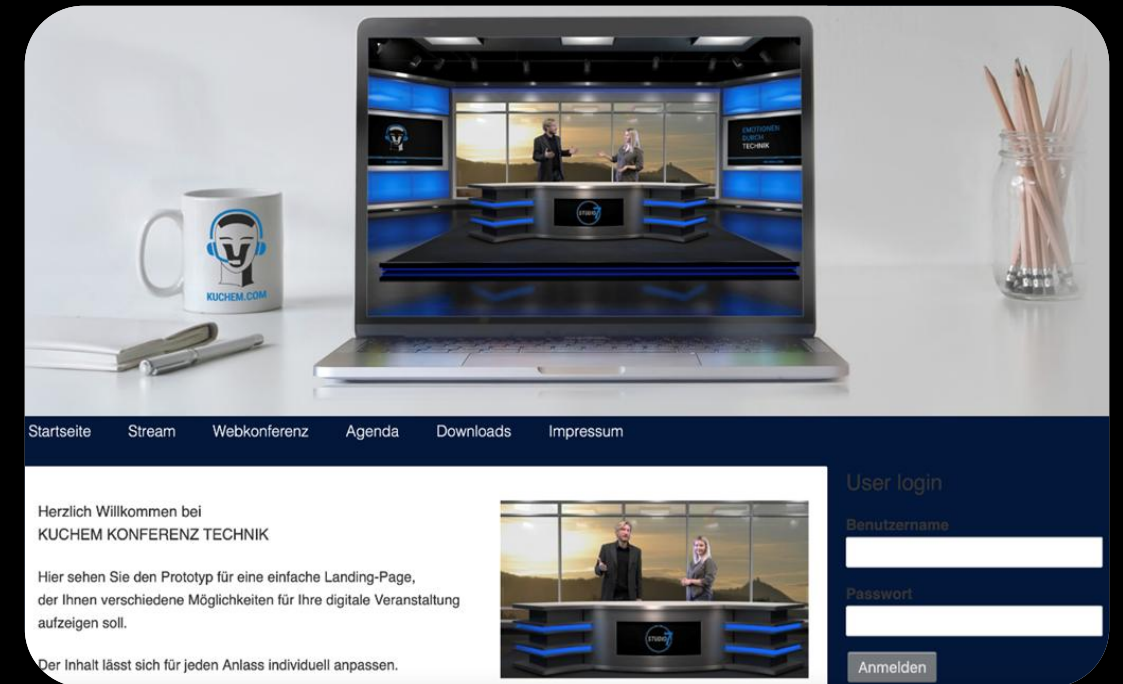 EMOTIONEN
DURCH
TECHNIK
STUDIO 7
KUCHEM.COM
Startseite Stream Webkonferenz Agenda Downloads Impressum
Herzlich Willkommen bei
KUCHEM KONFERENZ TECHNIK
Hier sehen Sie den Prototyp für eine einfache Landing-Page,
der Ihnen verschiedene Möglichkeiten für Ihre digitale Veranstaltung
aufzeigen soll.
Der Inhalt lässt sich für jeden Anlass individuell anpassen.
STUDIO 7
User login
Benutzername
Passwort
Anmelden